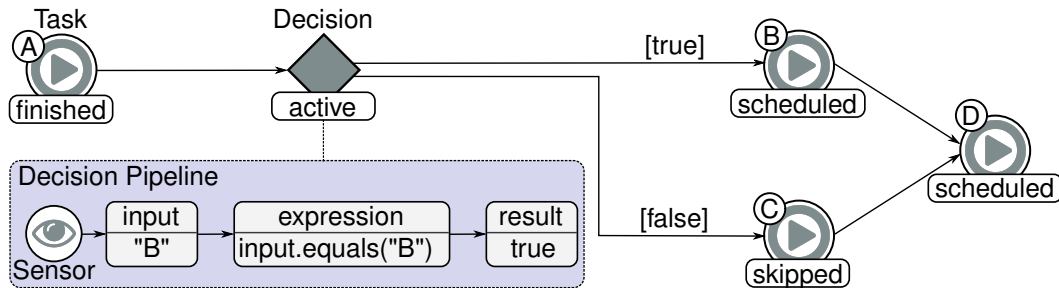 Task
A
finished
Decision
active
[true]
B
scheduled
D
scheduled
[false]
C
skipped
Decision Pipeline
Sensor
input
"B"
expression
input.equals("B")
result
true